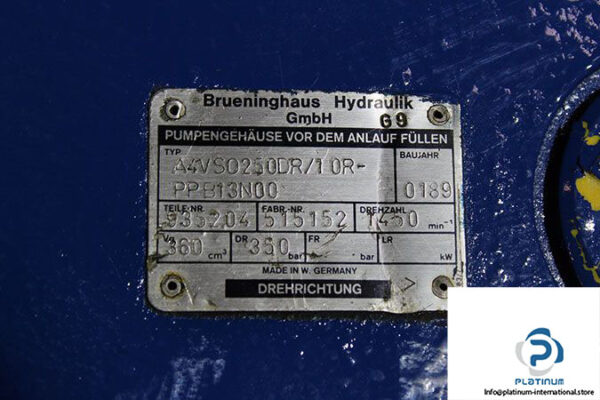 Brueninghaus Hydraulik
GmbH G9
PUMPENGEHÄUSE VOR DEM ANLAUF FÜLLEN
TYP BAUJAHR
A4VSO250DR/10R-
PPB13N00 0189
TEILE-NR. FABR.-NR. DREHZAHL
935204 515152 1450 min⁻¹
Vg DR FR LR
360 cm³ 350 bar bar kW
MADE IN W. GERMANY
DREHRICHTUNG >
PLATINUM
platinum-international.store